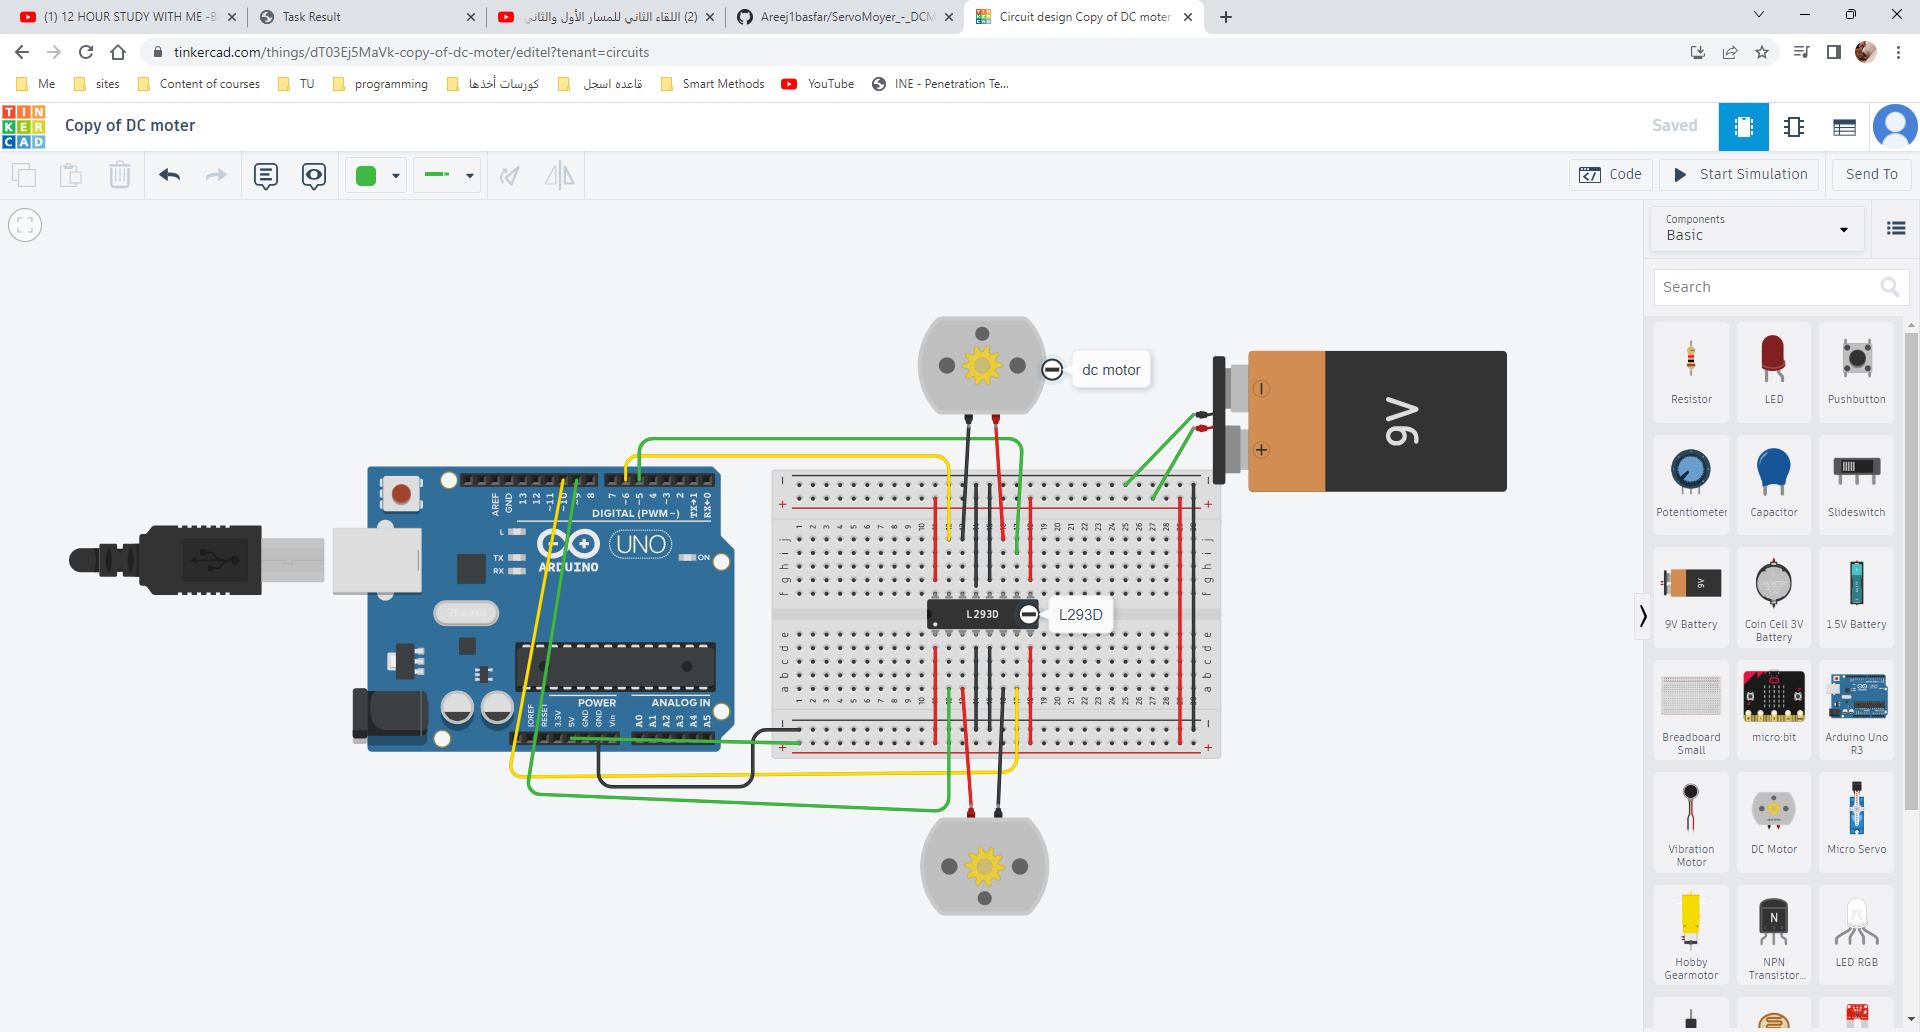 (1) 12 HOUR STUDY WITH ME -B
Task Result
(2) اللقاء الثاني للمسار الأول والثاني
Areej1basfar/ServoMoyer_-_DCM
Circuit design Copy of DC moter
tinkercad.com/things/dT03Ej5MaVk-copy-of-dc-moter/editel?tenant=circuits
Me
sites
Content of courses
TU
programming
كورسات أخذها
قاعده اسجل
Smart Methods
YouTube
INE - Penetration Te...
TIN
KER
CAD
Copy of DC moter
Saved
Code
Start Simulation
Send To
Components
Basic
Search
Resistor
LED
Pushbutton
Potentiometer
Capacitor
Slideswitch
9V Battery
Coin Cell 3V Battery
1.5V Battery
Breadboard Small
micro:bit
Arduino Uno R3
Vibration Motor
DC Motor
Micro Servo
Hobby Gearmotor
NPN Transistor...
LED RGB
dc motor
9V
L293D
L293D
AREF
GND
13
12
~11
~10
~9
8
7
~6
~5
4
~3
2
TX→1
RX←0
DIGITAL (PWM~)
L
TX
RX
ON
UNO
ARDUINO
POWER
ANALOG IN
IOREF
RESET
3.3V
5V
GND
GND
Vin
A0
A1
A2
A3
A4
A5